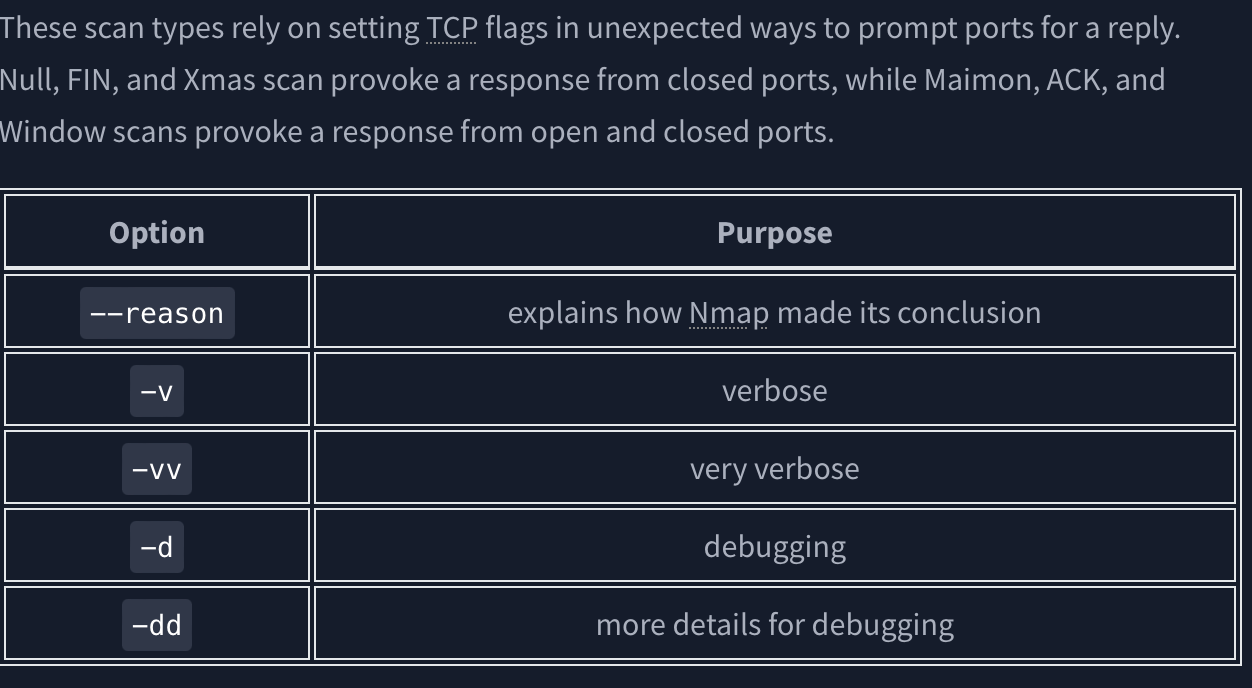 These scan types rely on setting TCP flags in unexpected ways to prompt ports for a reply.
Null, FIN, and Xmas scan provoke a response from closed ports, while Maimon, ACK, and
Window scans provoke a response from open and closed ports.
Option Purpose
--reason explains how Nmap made its conclusion
-v verbose
-vv very verbose
-d debugging
-dd more details for debugging